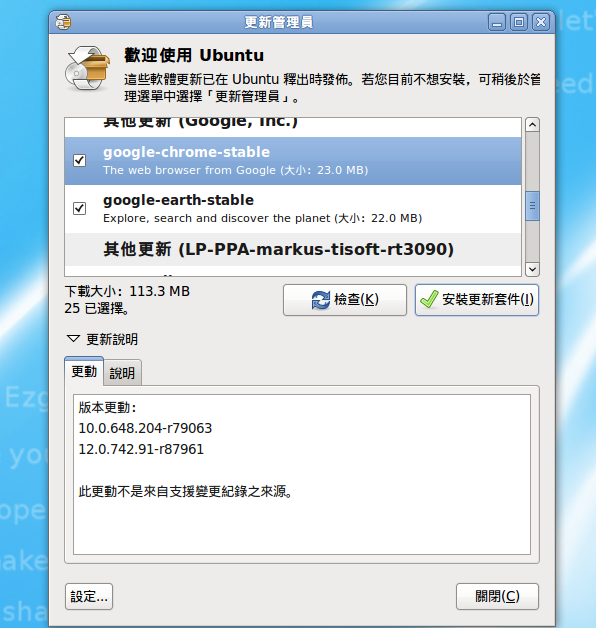 更新管理員
歡迎使用 Ubuntu
這些軟體更新已在 Ubuntu 釋出時發佈。若您目前不想安裝，可稍後於管
理選單中選擇「更新管理員」。
其他更新 (Google, Inc.)
google-chrome-stable
The web browser from Google (大小: 23.0 MB)
google-earth-stable
Explore, search and discover the planet (大小: 22.0 MB)
其他更新 (LP-PPA-markus-tisoft-rt3090)
下載大小: 113.3 MB
25 已選擇。
檢查(K)
安裝更新套件(I)
更新說明
更動
說明
版本更動:
10.0.648.204-r79063
12.0.742.91-r87961
此更動不是來自支援變更紀錄之來源。
設定...
關閉(C)